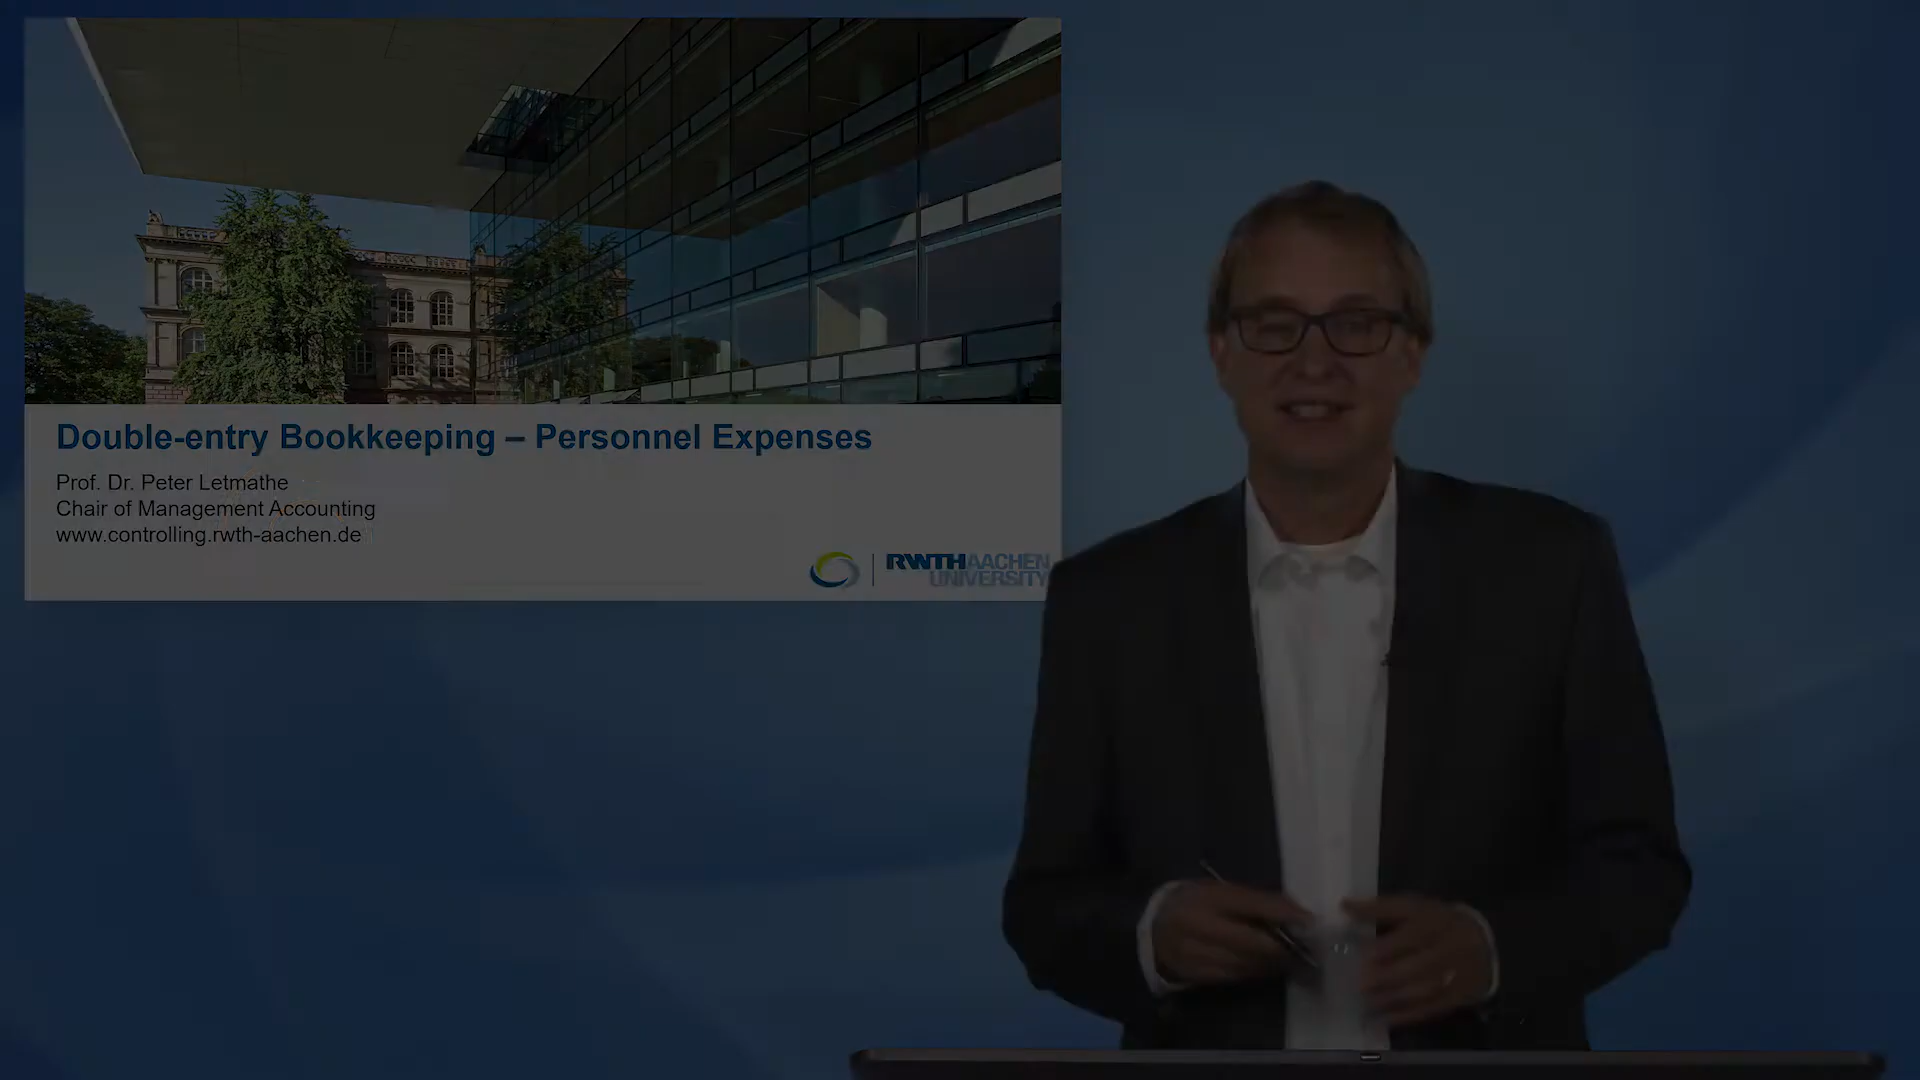 Double-entry Bookkeeping – Personnel Expenses
Prof. Dr. Peter Letmathe
Chair of Management Accounting
www.controlling.rwth-aachen.de
RWTHAACHEN
UNIVERSITY